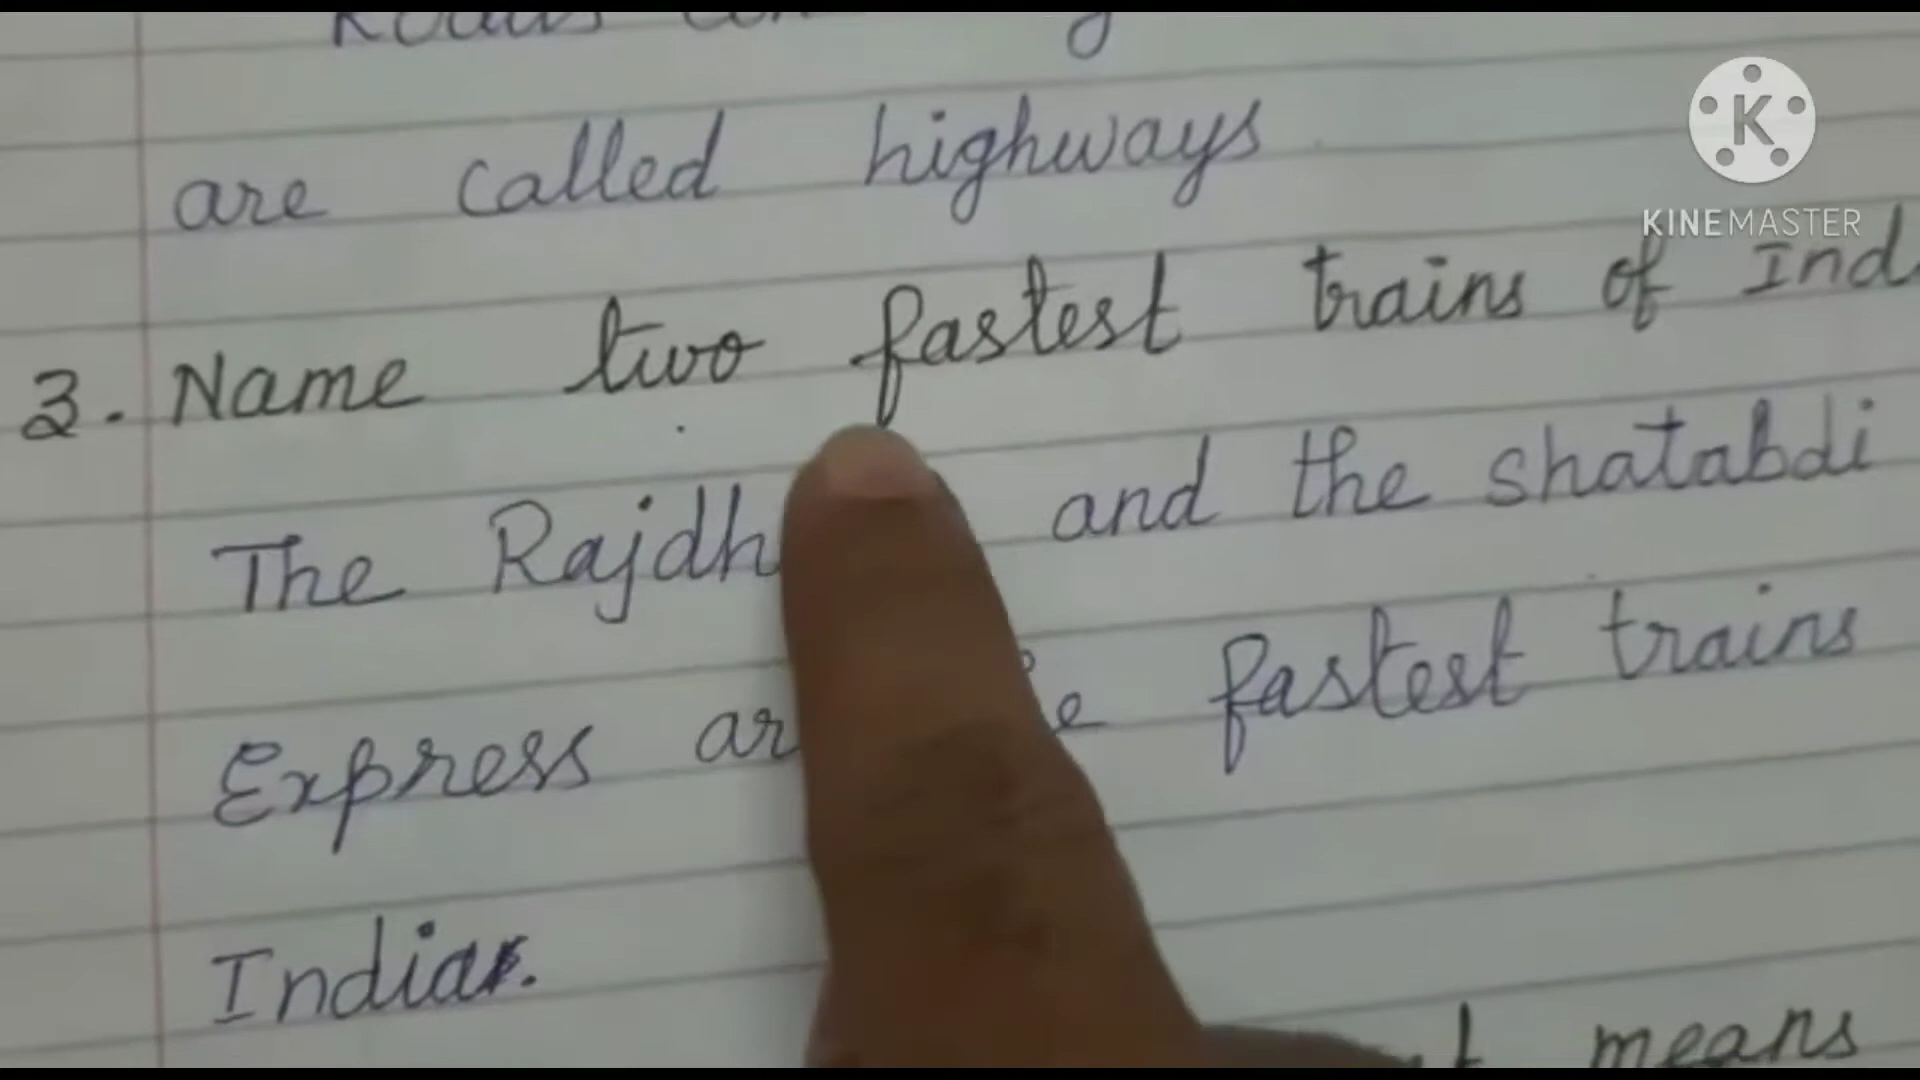 are called highways
KINEMASTER
3. Name two fastest trains of Ind
The Rajdh and the shatabdi
Express ar e fastest trains
India.
means